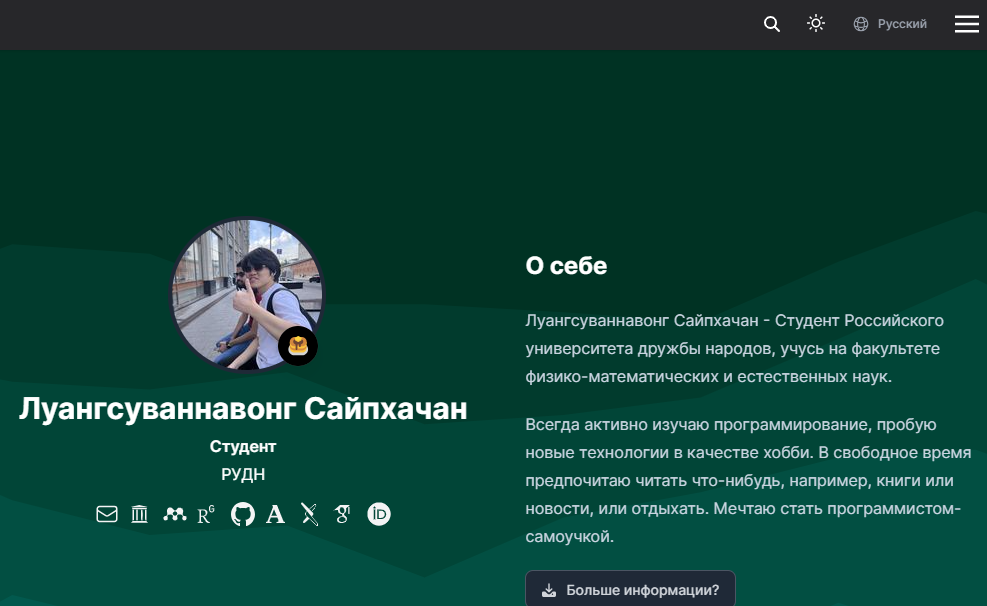 Русский
Луангсуваннавонг Сайпхачан
Студент
РУДН
О себе
Луангсуваннавонг Сайпхачан - Студент Российского
университета дружбы народов, учусь на факультете
физико-математических и естественных наук.
Всегда активно изучаю программирование, пробую
новые технологии в качестве хобби. В свободное время
предпочитаю читать что-нибудь, например, книги или
новости, или отдыхать. Мечтаю стать программистом-
самоучкой.
Больше информации?